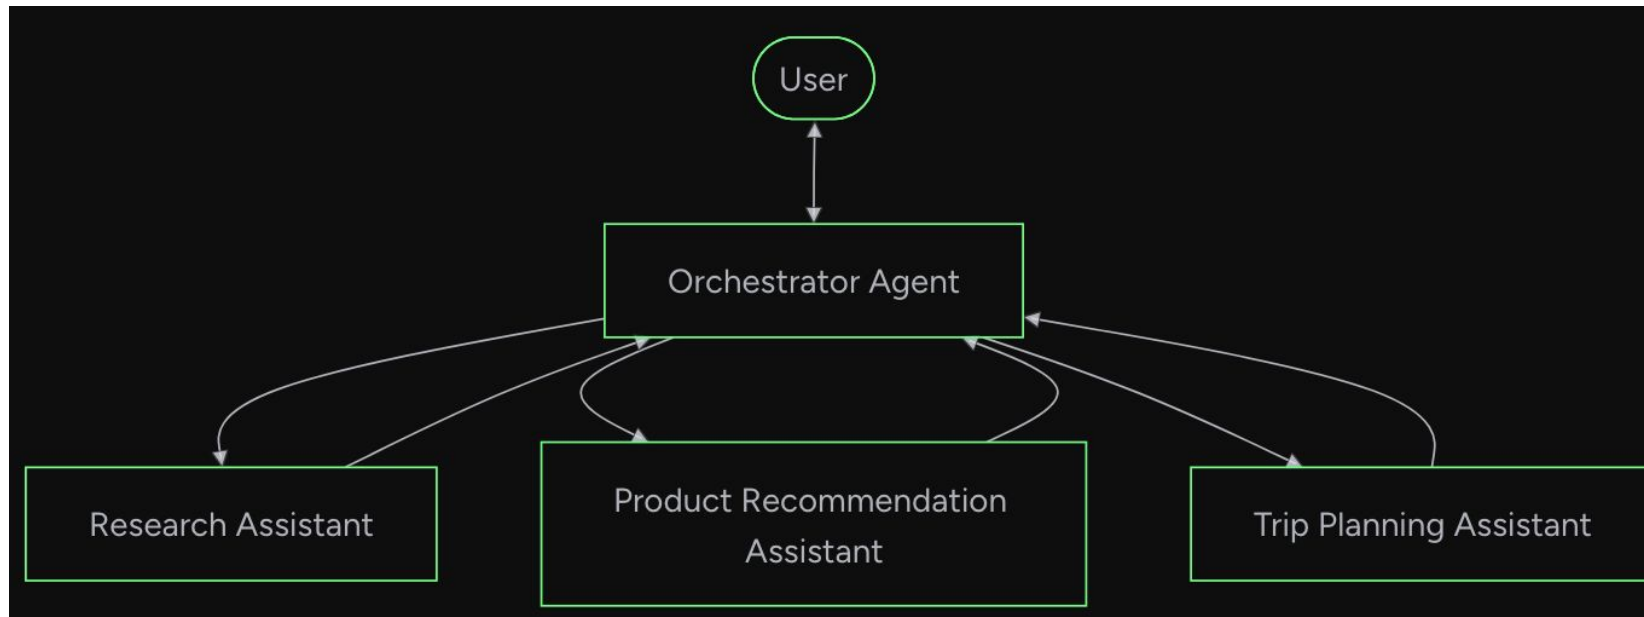 User
Orchestrator Agent
Research Assistant
Product Recommendation
Assistant
Trip Planning Assistant